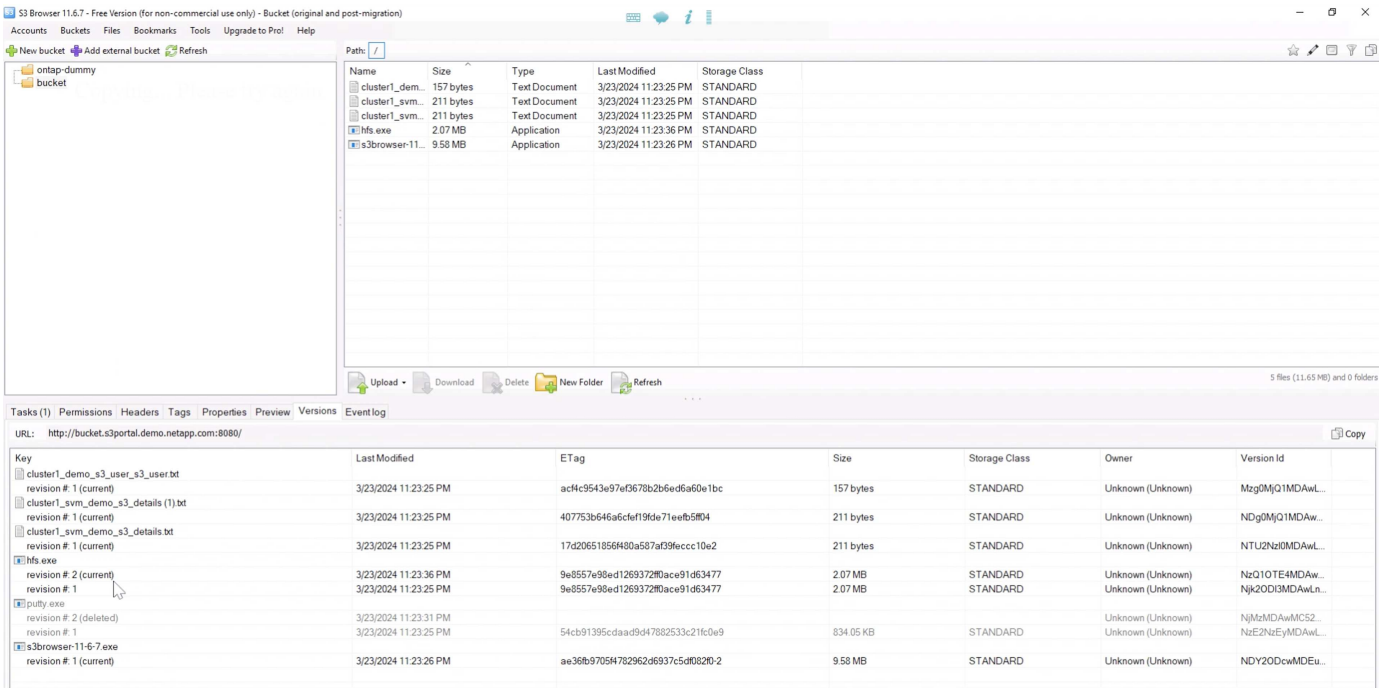 S3 Browser 11.6.7 - Free Version (for non-commercial use only) - Bucket (original and post-migration)
Accounts Buckets Files Bookmarks Tools Upgrade to Pro! Help
New bucket Add external bucket Refresh
Path: /
ontap-dummy
bucket
Name Size Type Last Modified Storage Class
cluster1_dem... 157 bytes Text Document 3/23/2024 11:23:25 PM STANDARD
cluster1_svm... 211 bytes Text Document 3/23/2024 11:23:25 PM STANDARD
cluster1_svm... 211 bytes Text Document 3/23/2024 11:23:25 PM STANDARD
hfs.exe 2.07 MB Application 3/23/2024 11:23:36 PM STANDARD
s3browser-11... 9.58 MB Application 3/23/2024 11:23:26 PM STANDARD
Upload Download Delete New Folder Refresh
5 files (11.65 MB) and 0 folders
Tasks (1) Permissions Headers Tags Properties Preview Versions Event log
URL: http://bucket.s3portal.demo.netapp.com:8080/ Copy
Key Last Modified ETag Size Storage Class Owner Version Id
cluster1_demo_s3_user_s3_user.txt
revision #: 1 (current) 3/23/2024 11:23:25 PM acf4c9543e97ef3678b2b6ed6a60e1bc 157 bytes STANDARD Unknown (Unknown) Mzg0MjQ1MDAwL...
cluster1_svm_demo_s3_details (1).txt
revision #: 1 (current) 3/23/2024 11:23:25 PM 407753b646a6cfef19fde71eefb5ff04 211 bytes STANDARD Unknown (Unknown) NDg0MjQ1MDAw...
cluster1_svm_demo_s3_details.txt
revision #: 1 (current) 3/23/2024 11:23:25 PM 17d20651856f480a587af39feccc10e2 211 bytes STANDARD Unknown (Unknown) NTU2NzI0MDAwL...
hfs.exe
revision #: 2 (current) 3/23/2024 11:23:36 PM 9e8557e98ed1269372ff0ace91d63477 2.07 MB STANDARD Unknown (Unknown) NzQ1OTE4MDAw...
revision #: 1 3/23/2024 11:23:25 PM 9e8557e98ed1269372ff0ace91d63477 2.07 MB STANDARD Unknown (Unknown) Njk2ODI3MDAwLn...
putty.exe
revision #: 2 (deleted) 3/23/2024 11:23:31 PM Unknown (Unknown) NjMzMDAwMC52...
revision #: 1 3/23/2024 11:23:25 PM 54cb91395cdaad9d47882533c21fc0e9 834.05 KB STANDARD Unknown (Unknown) NzE2NzEyMDAwL...
s3browser-11-6-7.exe
revision #: 1 (current) 3/23/2024 11:23:26 PM ae36fb9705f4782962d6937c5df082f0-2 9.58 MB STANDARD Unknown (Unknown) NDY2ODcwMDEu...